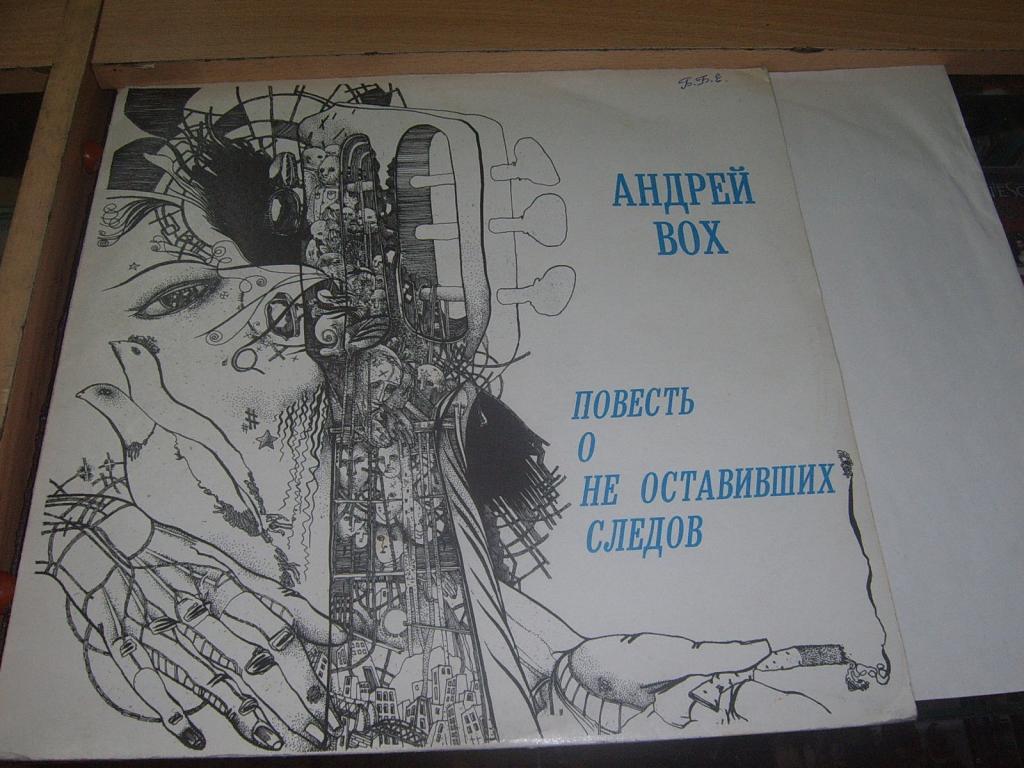 Б.Б.Е.
АНДРЕЙ
ВОХ
ПОВЕСТЬ
О
НЕ ОСТАВИВШИХ
СЛЕДОВ